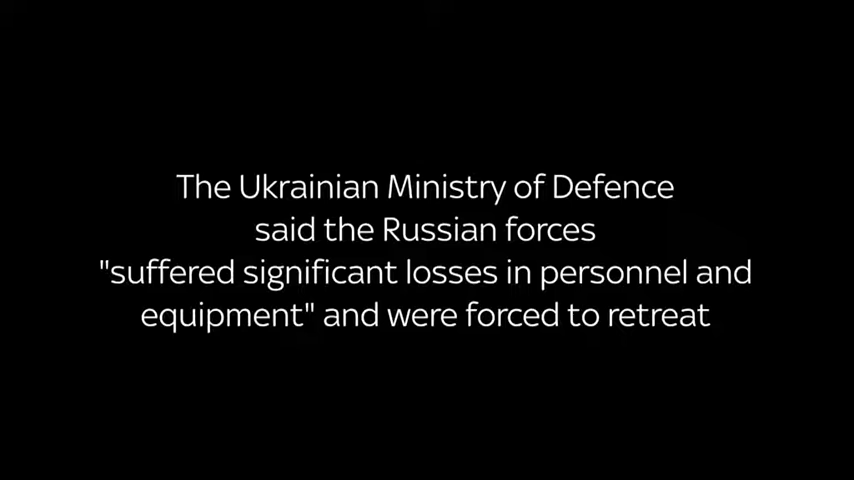 The Ukrainian Ministry of Defence
said the Russian forces
"suffered significant losses in personnel and
equipment" and were forced to retreat